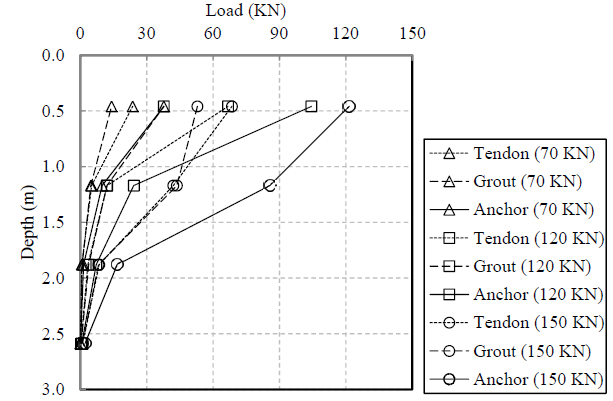 Load (KN)
0 30 60 90 120 150
0.0
0.5
1.0
1.5
2.0
2.5
3.0
Depth (m)
Tendon (70 KN)
Grout (70 KN)
Anchor (70 KN)
Tendon (120 KN)
Grout (120 KN)
Anchor (120 KN)
Tendon (150 KN)
Grout (150 KN)
Anchor (150 KN)